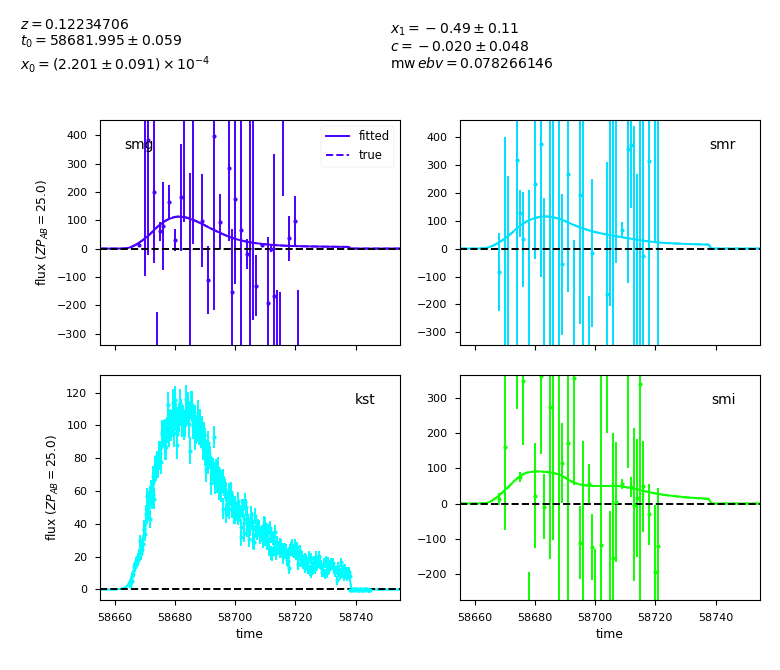 z = 0.12234706
t₀ = 58681.995 ± 0.059
x₀ = (2.201 ± 0.091) × 10⁻⁴
x₁ = −0.49 ± 0.11
c = −0.020 ± 0.048
mw ebv = 0.078266146
400
300
200
100
0
−100
−200
−300
flux (ZP_AB = 25.0)
smg
fitted
true
400
300
200
100
0
−100
−200
−300
smr
120
100
80
60
40
20
0
flux (ZP_AB = 25.0)
kst
58660 58680 58700 58720 58740
time
300
200
100
0
−100
−200
smi
58660 58680 58700 58720 58740
time